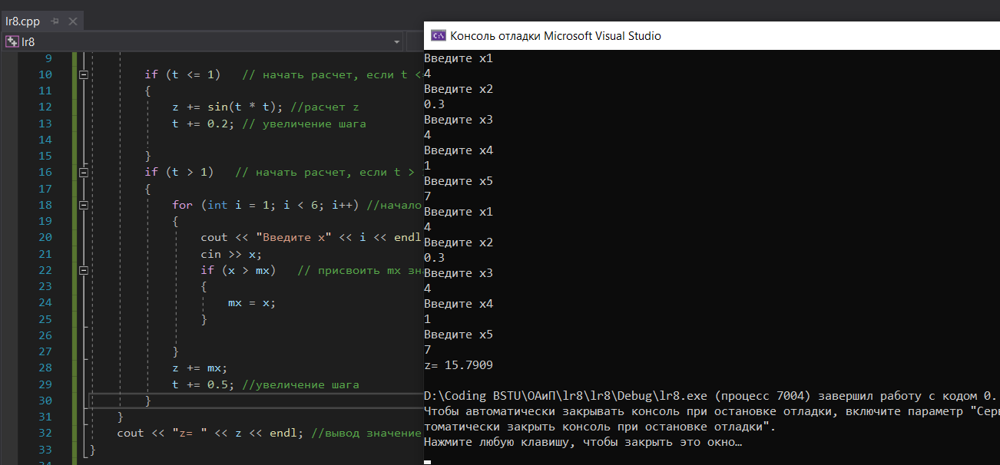 lr8.cpp
lr8
9
10 if (t <= 1) // начать расчет, если t <
11 {
12 z += sin(t * t); //расчет z
13 t += 0.2; // увеличение шага
14
15 }
16 if (t > 1) // начать расчет, если t >
17 {
18 for (int i = 1; i < 6; i++) //начало
19 {
20 cout << "Введите x" << i << endl
21 cin >> x;
22 if (x > mx) // присвоить mx зн
23 {
24 mx = x;
25 }
26
27 }
28 z += mx;
29 t += 0.5; //увеличение шага
30 }
31 }
32 cout << "z= " << z << endl; //вывод значение
33 }
Консоль отладки Microsoft Visual Studio
Введите x1
4
Введите x2
0.3
Введите x3
4
Введите x4
1
Введите x5
7
Введите x1
4
Введите x2
0.3
Введите x3
4
Введите x4
1
Введите x5
7
z= 15.7909
D:\Coding BSTU\ОАиП\lr8\lr8\Debug\lr8.exe (процесс 7004) завершил работу с кодом 0.
Чтобы автоматически закрывать консоль при остановке отладки, включите параметр "Серв
томатически закрыть консоль при остановке отладки".
Нажмите любую клавишу, чтобы закрыть это окно…